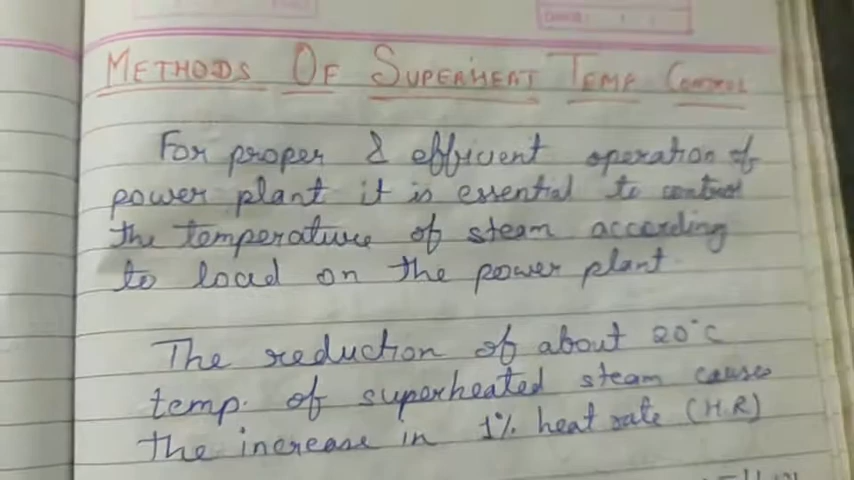 METHODS OF SUPERHEAT TEMP CONTROL
For proper & efficient operation of
power plant it is essential to control
the temperature of steam according
to load on the power plant.
The reduction of about 20°C
temp. of superheated steam causes
the increase in 1% heat rate (H.R)